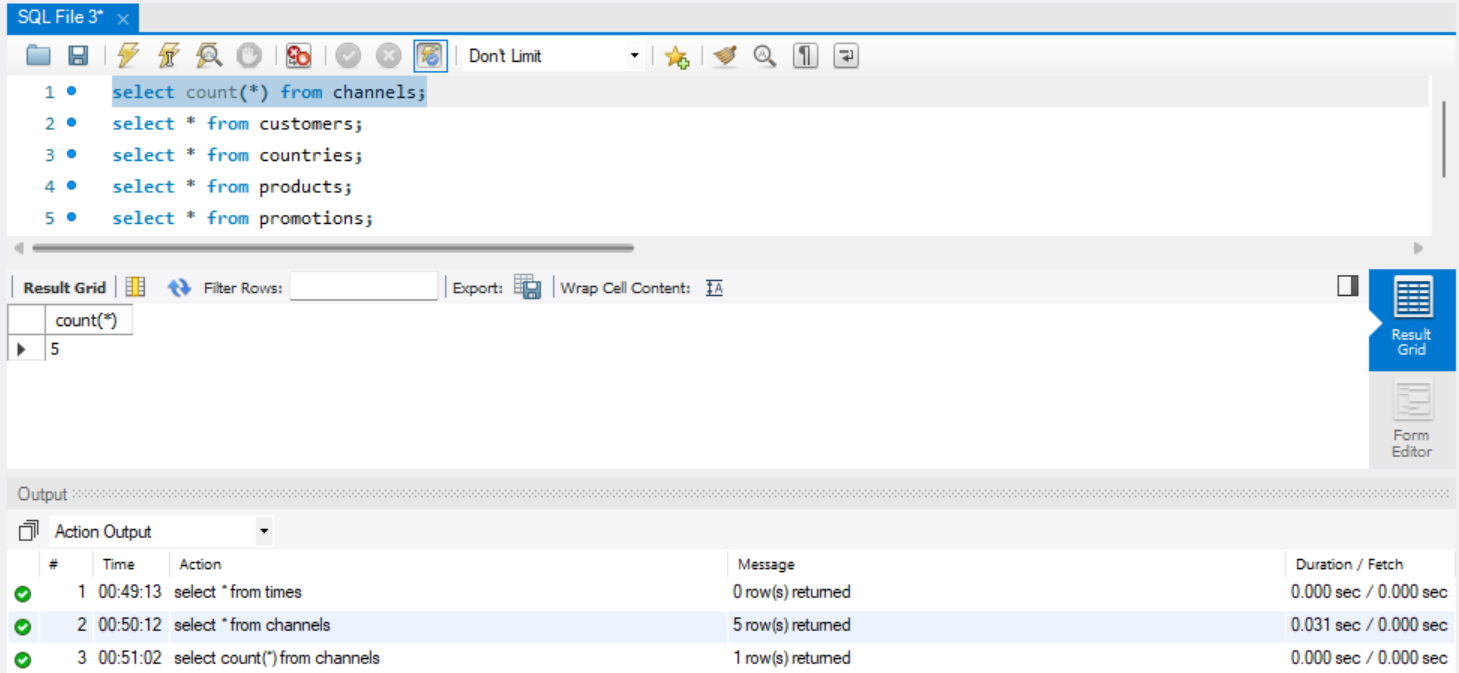 SQL File 3*
Don't Limit
1 select count(*) from channels;
2 select * from customers;
3 select * from countries;
4 select * from products;
5 select * from promotions;
Result Grid Filter Rows: Export: Wrap Cell Content: IA
Result
Grid
count(*)
5
Form
Editor
Output
Action Output
# Time Action Message Duration / Fetch
1 00:49:13 select * from times 0 row(s) returned 0.000 sec / 0.000 sec
2 00:50:12 select * from channels 5 row(s) returned 0.031 sec / 0.000 sec
3 00:51:02 select count(*) from channels 1 row(s) returned 0.000 sec / 0.000 sec